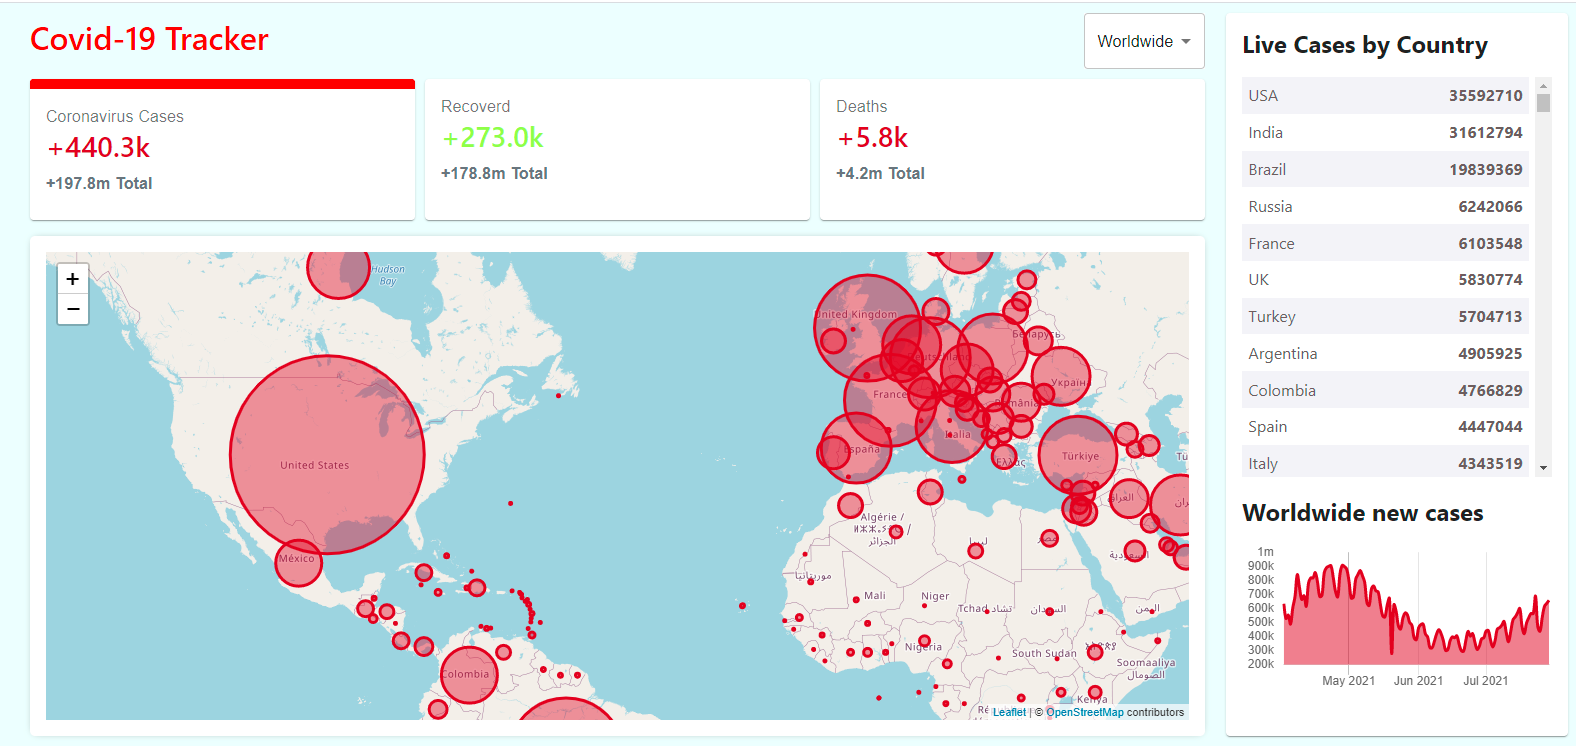 Covid-19 Tracker
Worldwide
Coronavirus Cases
+440.3k
+197.8m Total
Recoverd
+273.0k
+178.8m Total
Deaths
+5.8k
+4.2m Total
+
−
Hudson
Bay
United States
México
Colombia
United Kingdom
Deutschland
Беларусь
Україна
France
România
Italia
España
Ελλάς
Türkiye
Algérie /
الجزائر
ليبيا
مصر
العراق
السعودية
موريتانيا
Mali
Niger
Tchad تشاد
السودان
اليمن
Nigeria
South Sudan
Soomaaliya
الصومال
Kenya
Leaflet | © OpenStreetMap contributors
Live Cases by Country
USA 35592710
India 31612794
Brazil 19839369
Russia 6242066
France 6103548
UK 5830774
Turkey 5704713
Argentina 4905925
Colombia 4766829
Spain 4447044
Italy 4343519
Worldwide new cases
1m
900k
800k
700k
600k
500k
400k
300k
200k
May 2021 Jun 2021 Jul 2021